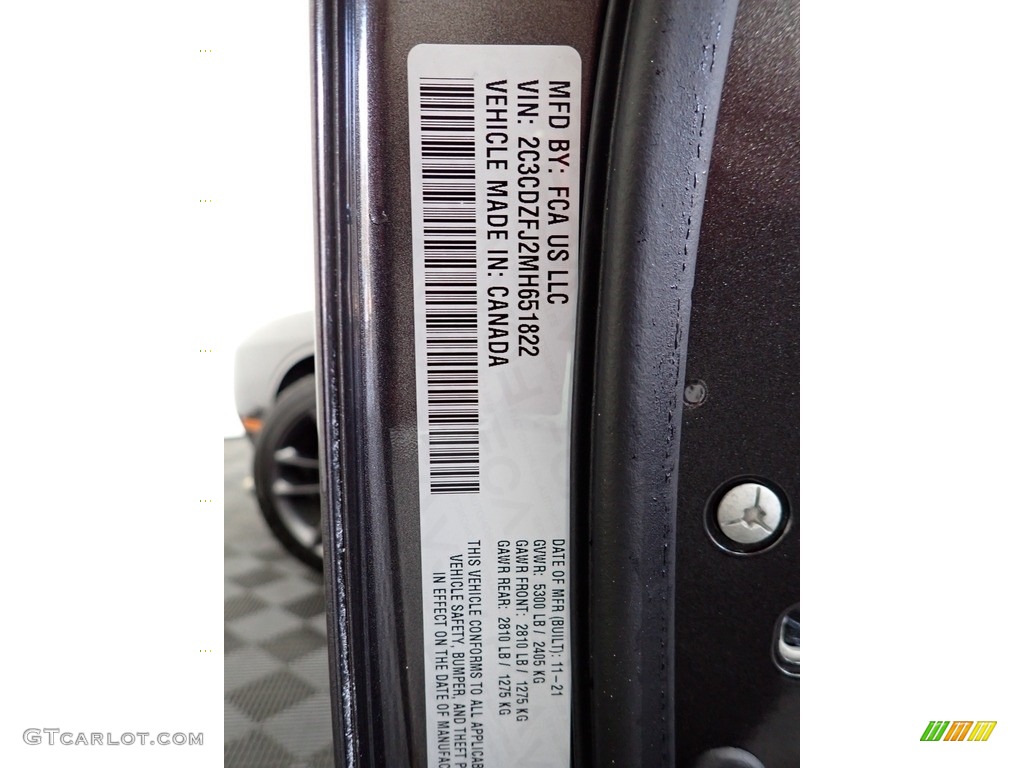 MFD BY: FCA US LLC
VIN: 2C3CDZFJ2MH651822
VEHICLE MADE IN: CANADA
DATE OF MFR (BUILT): 11-21
GVWR: 5300 LB / 2405 KG
GAWR FRONT: 2810 LB / 1275 KG
GAWR REAR: 2810 LB / 1275 KG
THIS VEHICLE CONFORMS TO ALL APPLICAB
VEHICLE SAFETY, BUMPER, AND THEFT P
IN EFFECT ON THE DATE OF MANUFAC
GTCARLOT.COM